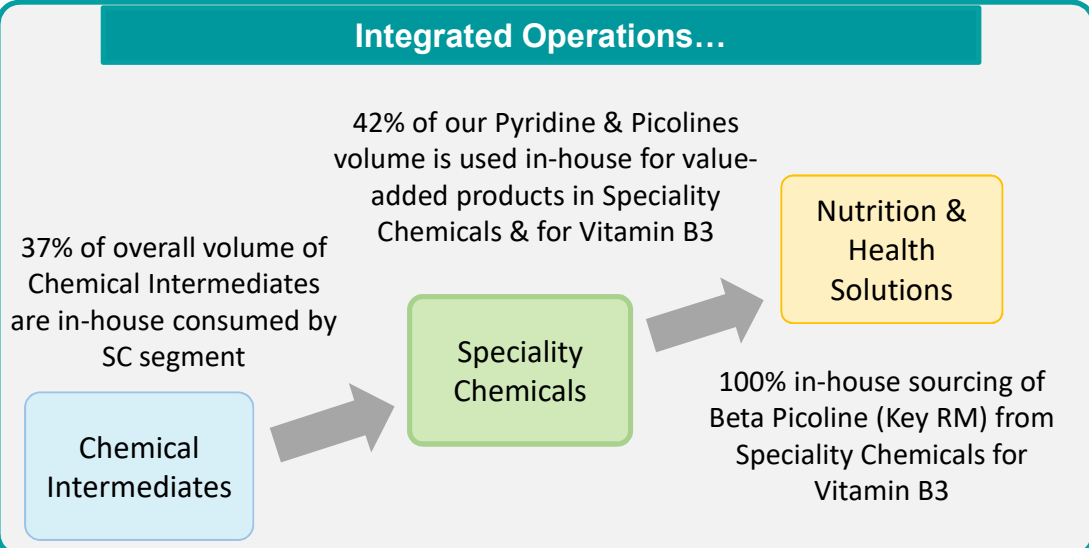 Integrated Operations…
42% of our Pyridine & Picolines
volume is used in-house for value-
added products in Speciality
Chemicals & for Vitamin B3
Nutrition &
Health
Solutions
37% of overall volume of
Chemical Intermediates
are in-house consumed by
SC segment
Speciality
Chemicals
100% in-house sourcing of
Beta Picoline (Key RM) from
Speciality Chemicals for
Vitamin B3
Chemical
Intermediates